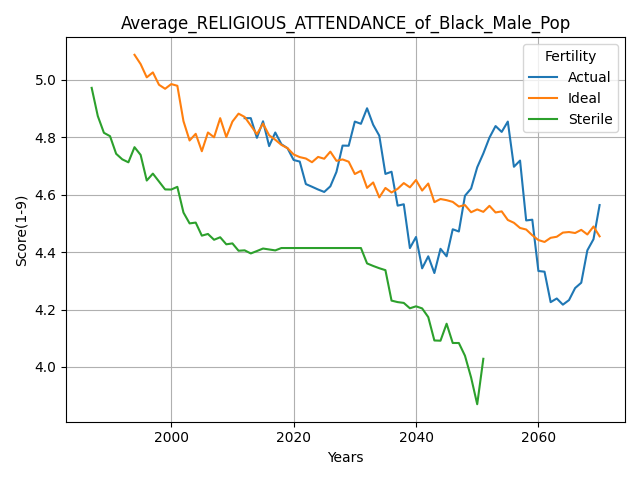 Average_RELIGIOUS_ATTENDANCE_of_Black_Male_Pop
Fertility
Actual
Ideal
Sterile
Score(1-9)
5.0
4.8
4.6
4.4
4.2
4.0
2000 2020 2040 2060
Years